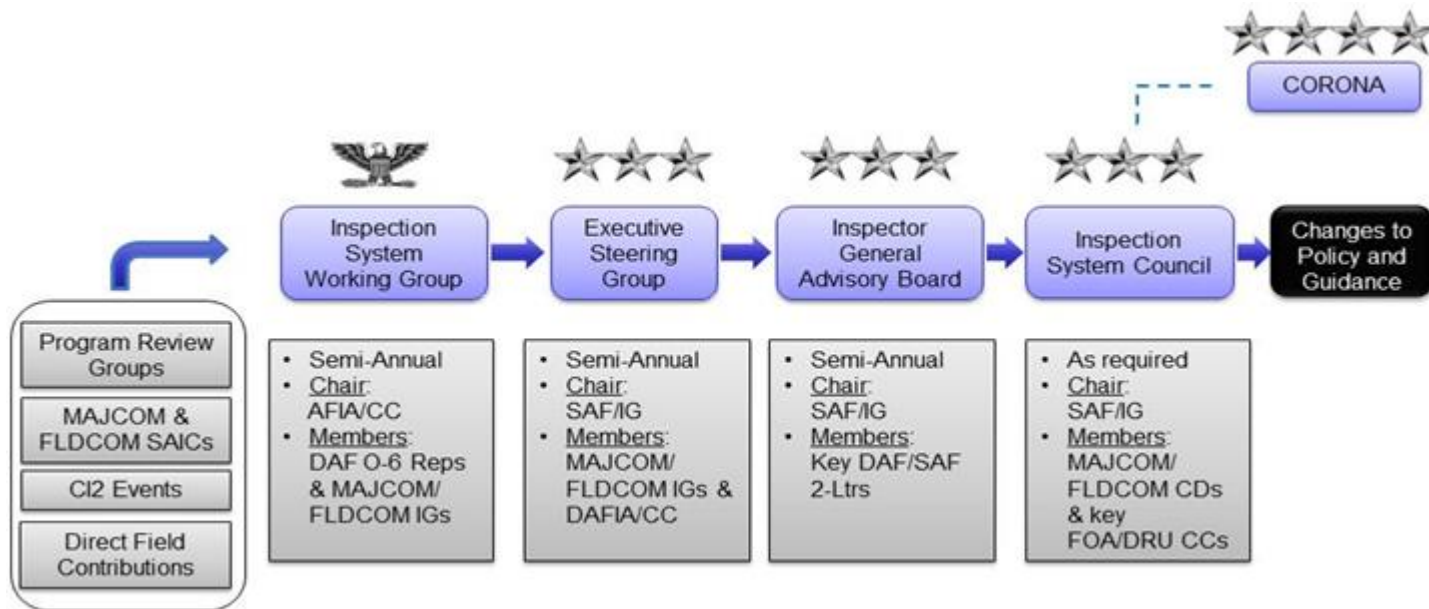 CORONA
Inspection
System
Working Group
Executive
Steering
Group
Inspector
General
Advisory Board
Inspection
System Council
Changes to
Policy and
Guidance
Program Review
Groups
MAJCOM &
FLDCOM SAICs
CI2 Events
Direct Field
Contributions
• Semi-Annual
• Chair:
AFIA/CC
• Members:
DAF O-6 Reps
& MAJCOM/
FLDCOM IGs
• Semi-Annual
• Chair:
SAF/IG
• Members:
MAJCOM/
FLDCOM IGs &
DAFIA/CC
• Semi-Annual
• Chair:
SAF/IG
• Members:
Key DAF/SAF
2-Ltrs
• As required
• Chair:
SAF/IG
• Members:
MAJCOM/
FLDCOM CDs
& key
FOA/DRU CCs